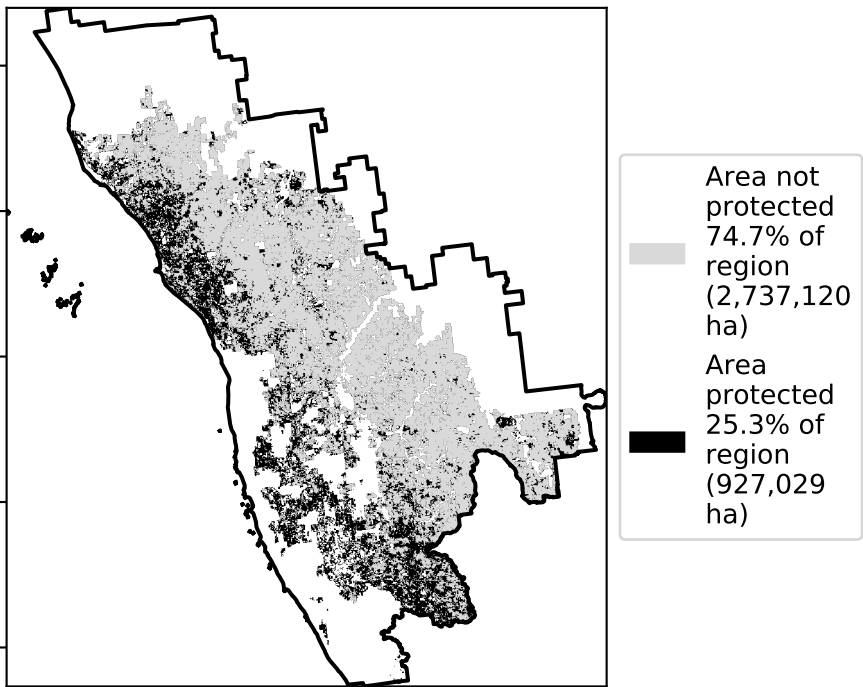 Area not
protected
74.7% of
region
(2,737,120
ha)
Area
protected
25.3% of
region
(927,029
ha)